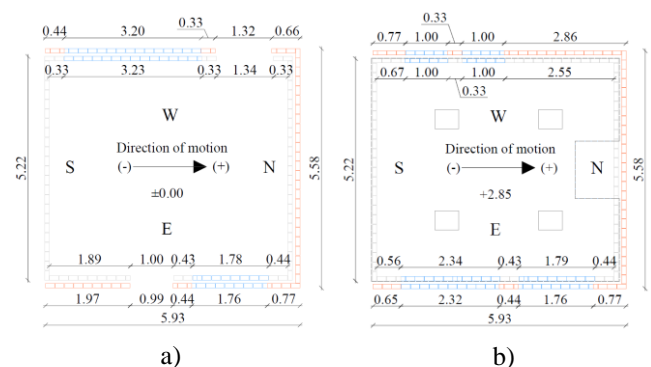 0.44 3.20 0.33 1.32 0.66
0.33 3.23 0.33 1.34 0.33
W
Direction of motion
S (-) (+) N
±0.00
E
5.22
5.58
1.89 1.00 0.43 1.78 0.44
1.97 0.99 0.44 1.76 0.77
5.93
a)
0.77 1.00 0.33 1.00 2.86
0.67 1.00 1.00 2.55
0.33
W
Direction of motion
S (-) (+) N
+2.85
E
5.22
5.58
0.56 2.34 0.43 1.79 0.44
0.65 2.32 0.44 1.76 0.77
5.93
b)